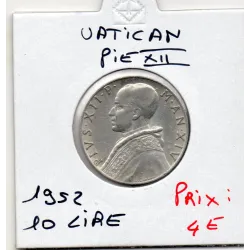 VATICAN
PIE XII
PIVS·XII·P·M·AN·XIV
1952
10 LIRE
PRIX :
4E